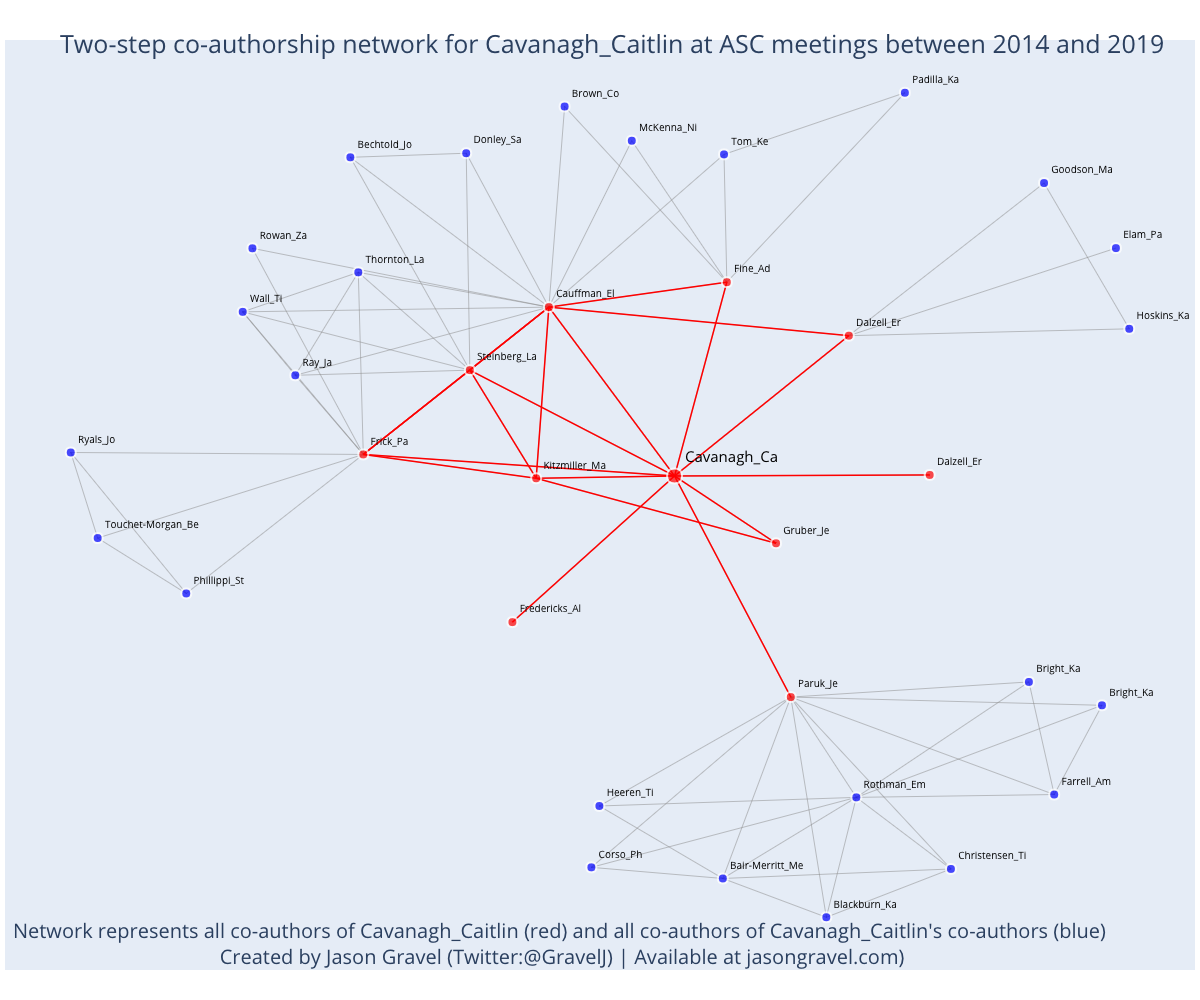 Two-step co-authorship network for Cavanagh_Caitlin at ASC meetings between 2014 and 2019
Padilla_Ka
Brown_Co
McKenna_Ni
Tom_Ke
Donley_Sa
Bechtold_Jo
Goodson_Ma
Rowan_Za
Elam_Pa
Thornton_La
Fine_Ad
Cauffman_El
Wall_Ti
Hoskins_Ka
Dalzell_Er
Steinberg_La
Ray_Ja
Ryals_Jo
Frick_Pa
Cavanagh_Ca
Kitzmiller_Ma
Dalzell_Er
Touchet-Morgan_Be
Gruber_Je
Phillippi_St
Fredericks_Al
Bright_Ka
Paruk_Je
Bright_Ka
Farrell_Am
Rothman_Em
Heeren_Ti
Corso_Ph
Christensen_Ti
Bair-Merritt_Me
Blackburn_Ka
Network represents all co-authors of Cavanagh_Caitlin (red) and all co-authors of Cavanagh_Caitlin's co-authors (blue)
Created by Jason Gravel (Twitter:@GravelJ) | Available at jasongravel.com)